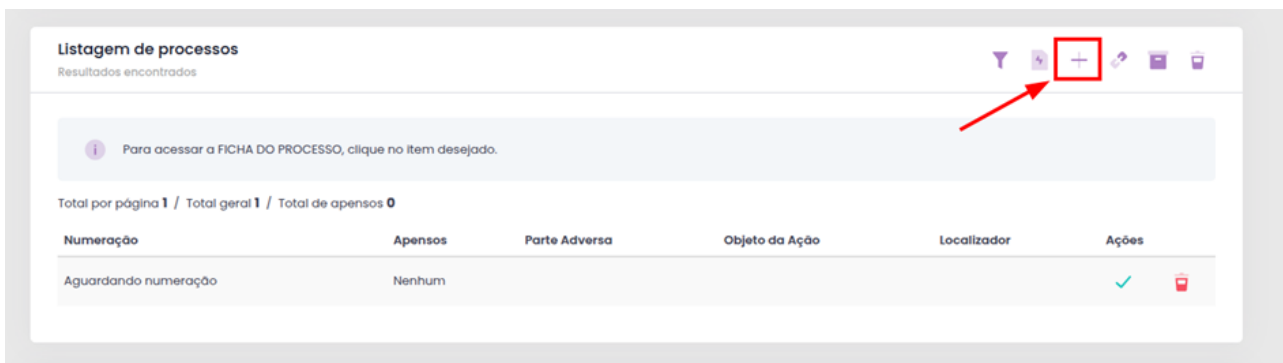 Listagem de processos
Resultados encontrados
i Para acessar a FICHA DO PROCESSO, clique no item desejado.
Total por página 1 / Total geral 1 / Total de apensos 0
Numeração Apensos Parte Adversa Objeto da Ação Localizador Ações
Aguardando numeração Nenhum